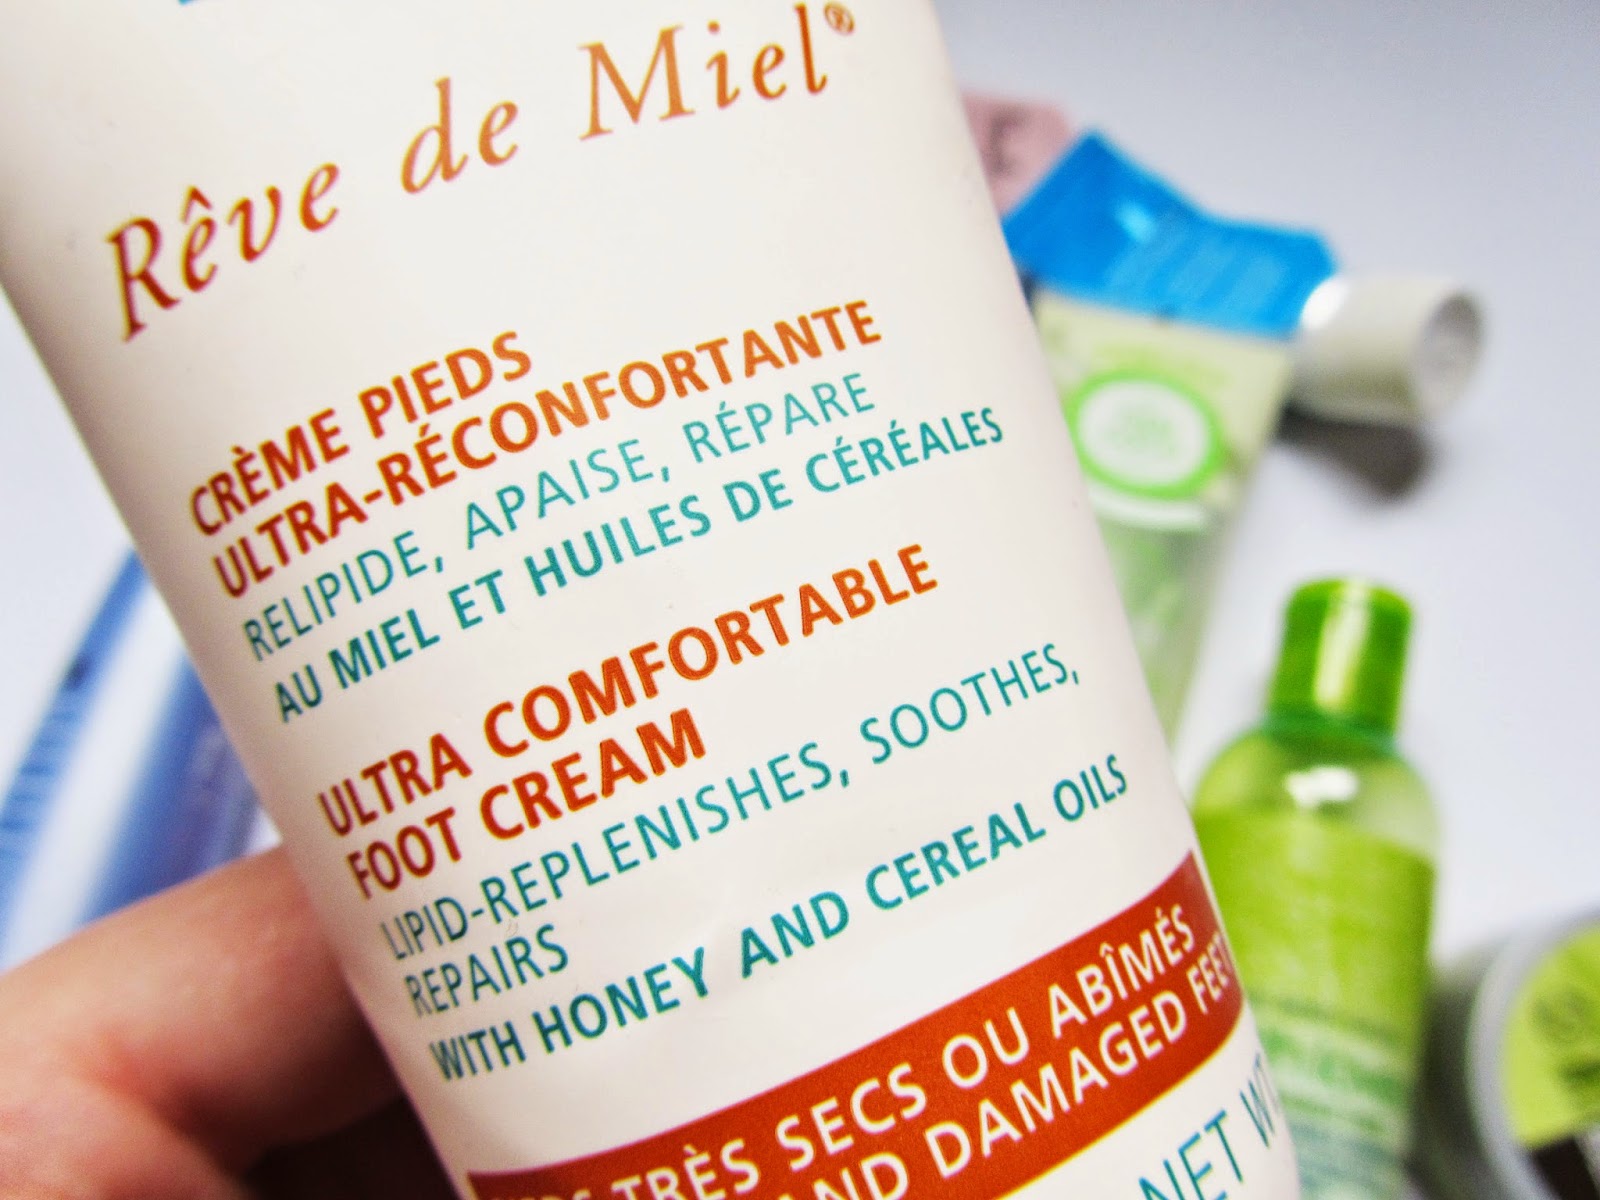 Rêve de Miel®
CRÈME PIEDS
ULTRA-RÉCONFORTANTE
RELIPIDE, APAISE, RÉPARE
AU MIEL ET HUILES DE CÉRÉALES
ULTRA COMFORTABLE
FOOT CREAM
LIPID-REPLENISHES, SOOTHES,
REPAIRS
WITH HONEY AND CEREAL OILS
TRÈS SECS OU ABÎMÉS
AND DAMAGED FEET
NET WT